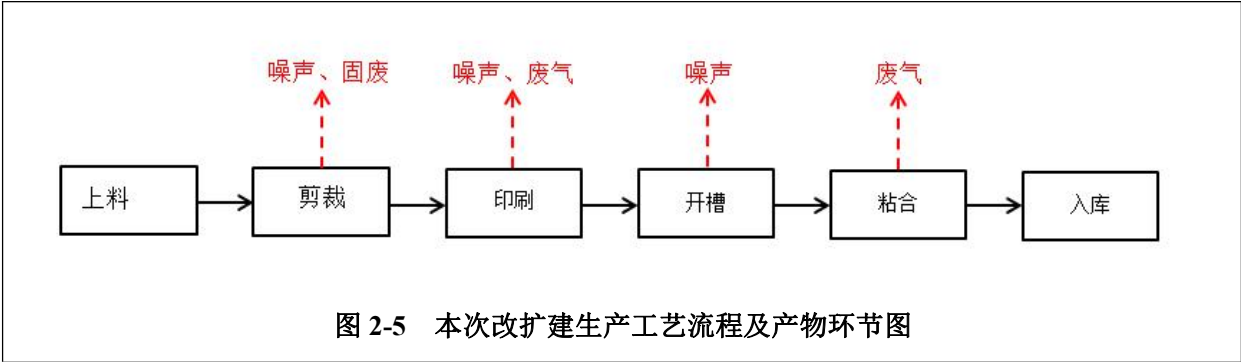 噪声、固废 噪声、废气 噪声 废气
上料 剪裁 印刷 开槽 粘合 入库
图 2-5 本次改扩建生产工艺流程及产物环节图